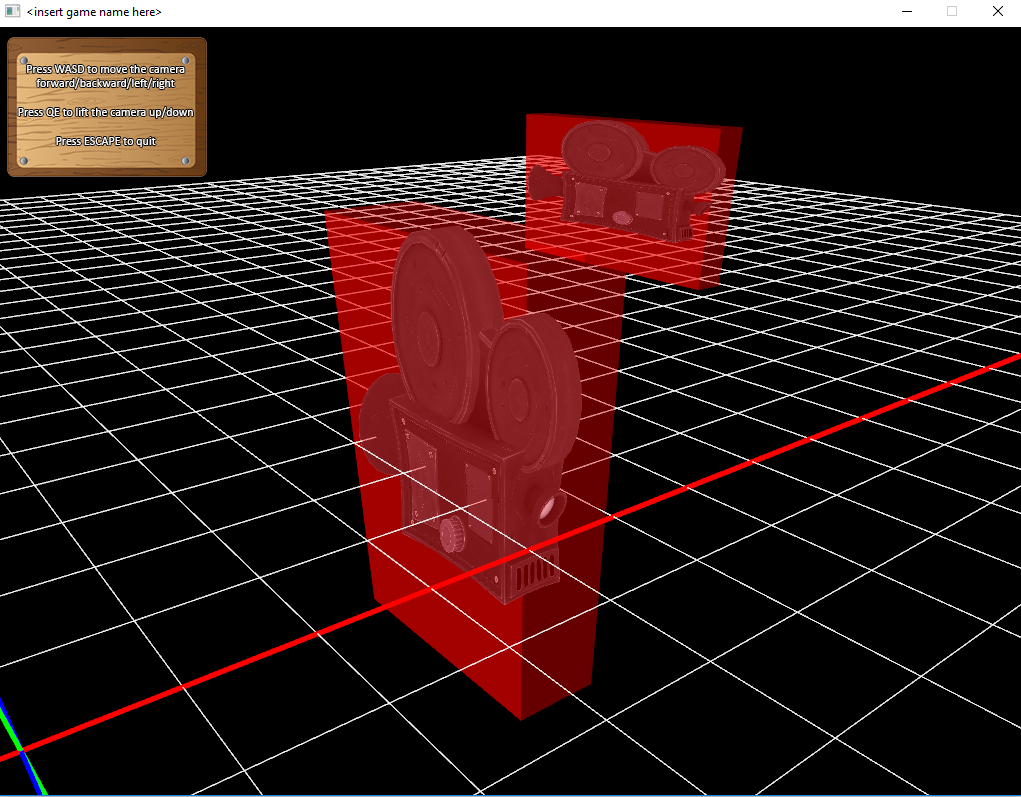 <insert game name here>
Press WASD to move the camera
forward/backward/left/right
Press QE to lift the camera up/down
Press ESCAPE to quit